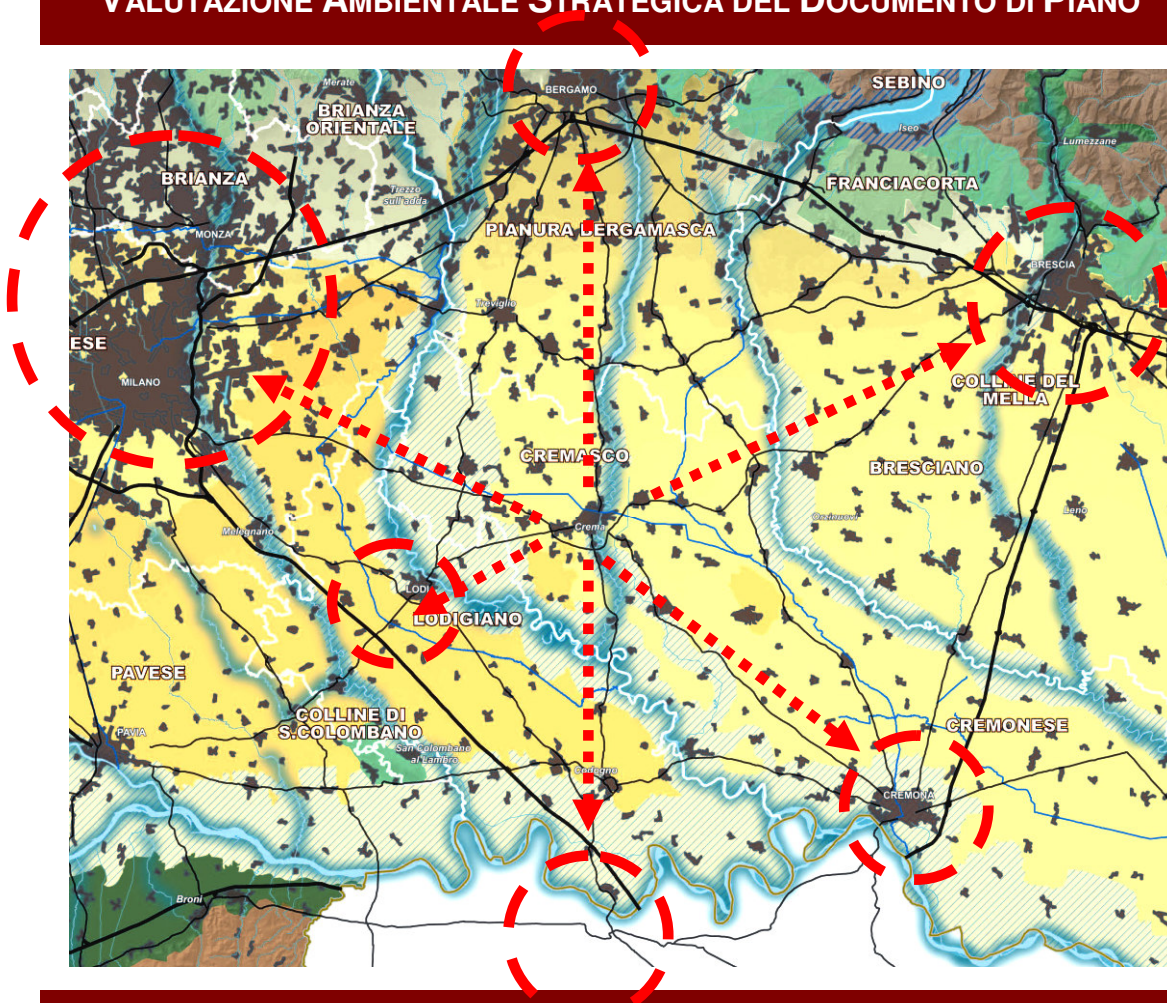 VALUTAZIONE AMBIENTALE STRATEGICA DEL DOCUMENTO DI PIANO
Merate
BERGAMO
SEBINO
BRIANZA
ORIENTALE
Iseo
Lumezzane
BRIANZA
Trezzo
sull'adda
FRANCIACORTA
MONZA
PIANURA BERGAMASCA
BRESCIA
Treviglio
ESE
MILANO
COLLINE DEL
MELLA
CREMASCO
BRESCIANO
Orzinuovi
Leno
Crema
Melegnano
LODI
LODIGIANO
PAVESE
COLLINE DI
S.COLOMBANO
CREMONESE
PAVIA
San Colombano
al Lambro
Codogno
CREMONA
Broni